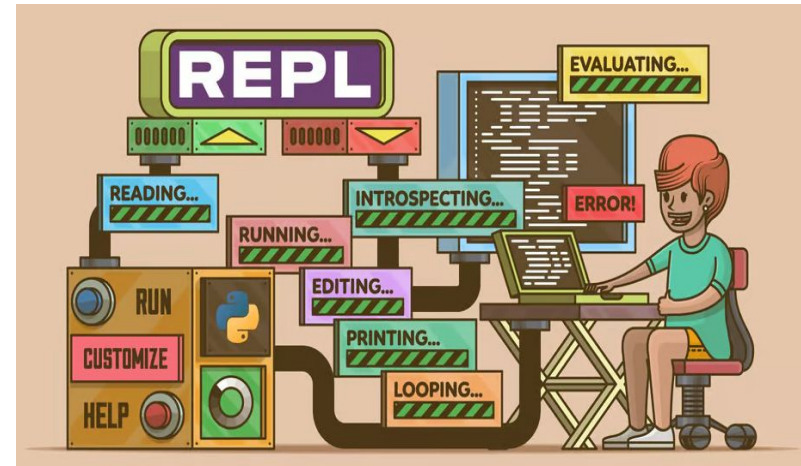 REPL
EVALUATING...
READING...
INTROSPECTING...
ERROR!
RUNNING...
EDITING...
RUN
PRINTING...
CUSTOMIZE
LOOPING...
HELP